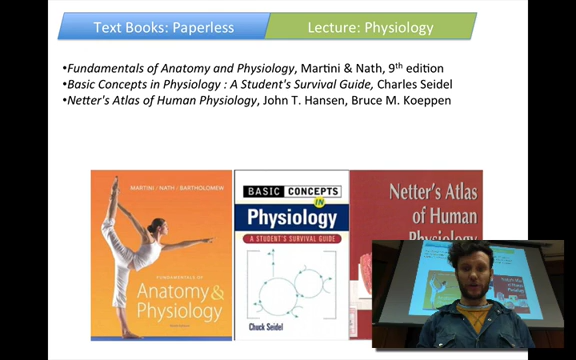 Text Books: Paperless
Lecture: Physiology
•Fundamentals of Anatomy and Physiology, Martini & Nath, 9th edition
•Basic Concepts in Physiology : A Student's Survival Guide, Charles Seidel
•Netter's Atlas of Human Physiology, John T. Hansen, Bruce M. Koeppen
MARTINI / NATH / BARTHOLOMEW
FUNDAMENTALS OF
Anatomy &
Physiology
BASIC CONCEPTS
IN
Physiology
A STUDENT'S SURVIVAL GUIDE
Chuck Seidel
Netter's Atlas
of Human
Physiology